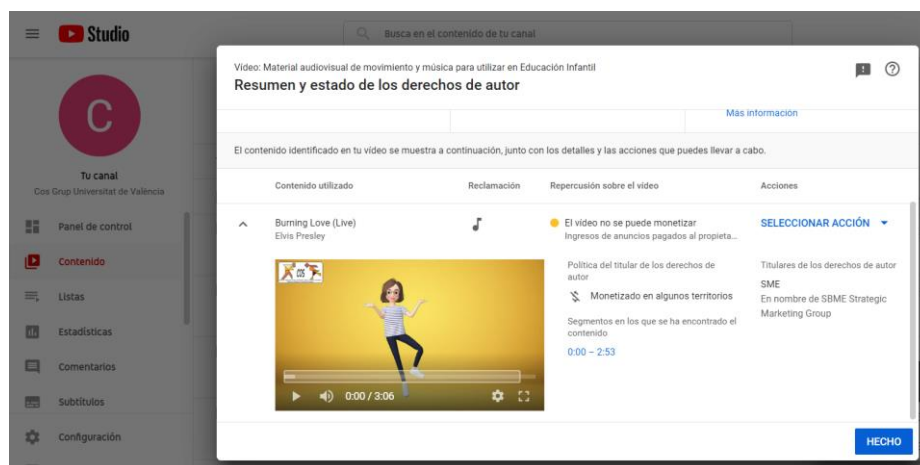 Studio
Busca en el contenido de tu canal
C
Tu canal
Cos Grup Universitat de València
Panel de control
Contenido
Listas
Estadísticas
Comentarios
Subtítulos
Configuración
Vídeo: Material audiovisual de movimiento y música para utilizar en Educación Infantil
Resumen y estado de los derechos de autor
Más información
El contenido identificado en tu vídeo se muestra a continuación, junto con los detalles y las acciones que puedes llevar a cabo.
Contenido utilizado
Reclamación
Repercusión sobre el vídeo
Acciones
Burning Love (Live)
Elvis Presley
El vídeo no se puede monetizar
Ingresos de anuncios pagados al propieta...
SELECCIONAR ACCIÓN
COS
0:00 / 3:06
Política del titular de los derechos de
autor
Monetizado en algunos territorios
Segmentos en los que se ha encontrado el
contenido
0:00 – 2:53
Titulares de los derechos de autor
SME
En nombre de SBME Strategic
Marketing Group
HECHO